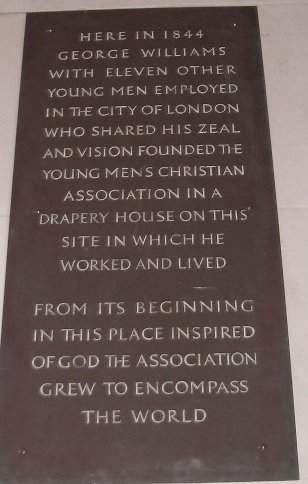 HERE IN 1844
GEORGE WILLIAMS
WITH ELEVEN OTHER
YOUNG MEN EMPLOYED
IN THE CITY OF LONDON
WHO SHARED HIS ZEAL
AND VISION FOUNDED THE
YOUNG MEN'S CHRISTIAN
ASSOCIATION IN A
DRAPERY HOUSE ON THIS
SITE IN WHICH HE
WORKED AND LIVED
FROM ITS BEGINNING
IN THIS PLACE INSPIRED
OF GOD THE ASSOCIATION
GREW TO ENCOMPASS
THE WORLD